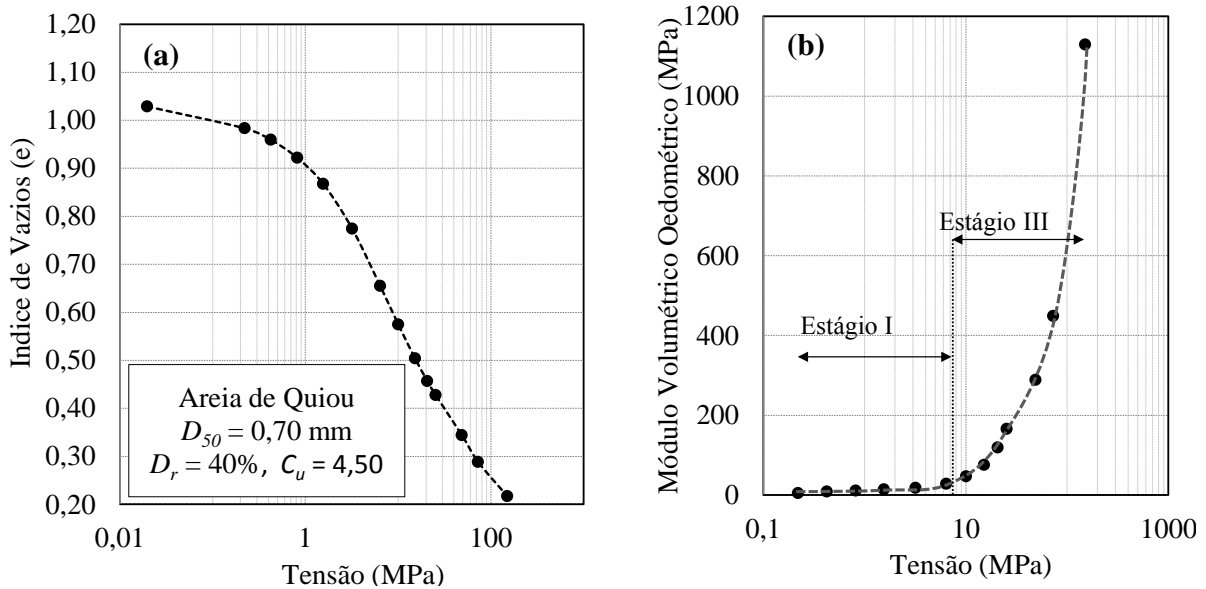 (a)
Indice de Vazios (e)
1,20
1,10
1,00
0,90
0,80
0,70
0,60
0,50
0,40
0,30
0,20
Areia de Quiou
D50 = 0,70 mm
Dr = 40%, Cu = 4,50
0,01
1
100
Tensão (MPa)
(b)
Módulo Volumétrico Oedométrico (MPa)
1200
1000
800
600
400
200
0
Estágio III
Estágio I
0,1
10
1000
Tensão (MPa)